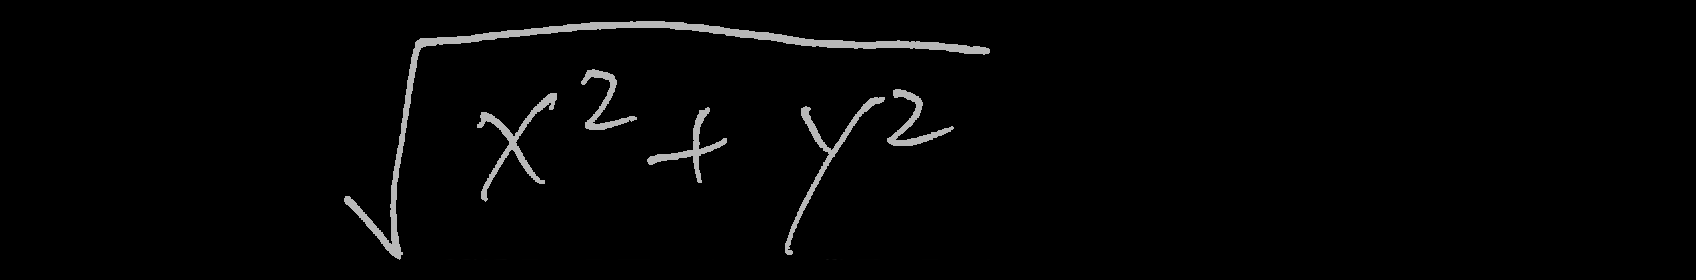 √(x² + y²)